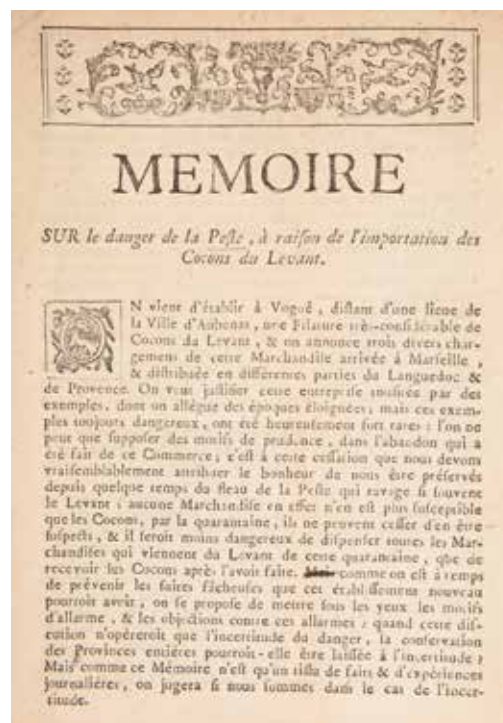 MEMOIRE
SUR le danger de la Peste, à raison de l'importation des
Cocons du Levant.
ON vient d'établir à Vogué, distant d'une lieue de
la Ville d'Aubenas, une Filature très-considérable de
Cocons du Levant, & on annonce trois divers char-
gemens de cette Marchandise arrivée à Marseille,
& distribuée en différentes parties du Languedoc &
de Provence. On veut justifier cette entreprise par des
exemples, dont on allégue des époques éloignées; mais ces exem-
ples toujours dangereux, ont été heureusement fort rares: l'on ne
peut que supposer des motifs de prudence, dans l'abandon qui a
été fait de ce Commerce; c'est à cette cessation que nous devons
vraisemblablement attribuer le bonheur de nous être préservés
depuis quelque temps du fleau de la Peste qui ravage si souvent
le Levant: aucune Marchandise en effet n'en est plus susceptible
que les Cocons, par la quarantaine, ils ne peuvent cesser d'en être
suspects, & il seroit moins dangereux de dispenser toutes les Mar-
chandises qui viennent du Levant de cette quarantaine, que de
recevoir les Cocons après l'avoir faite. comme on est à temps
de prévenir les suites fâcheuses que cet établissement nouveau
pourroit avoir, on se propose de mettre sous les yeux les motifs
d'allarme, & les objections contre ces allarmes: quand cette dis-
cution n'opéreroit que l'incertitude du danger, la conservation
des Provinces entieres pourroit-elle être laissée à l'incertitude?
Mais comme ce Mémoire n'est qu'un tissu de faits & d'expériences
journalières, on jugera si nous sommes dans le cas de l'incer-
titude.